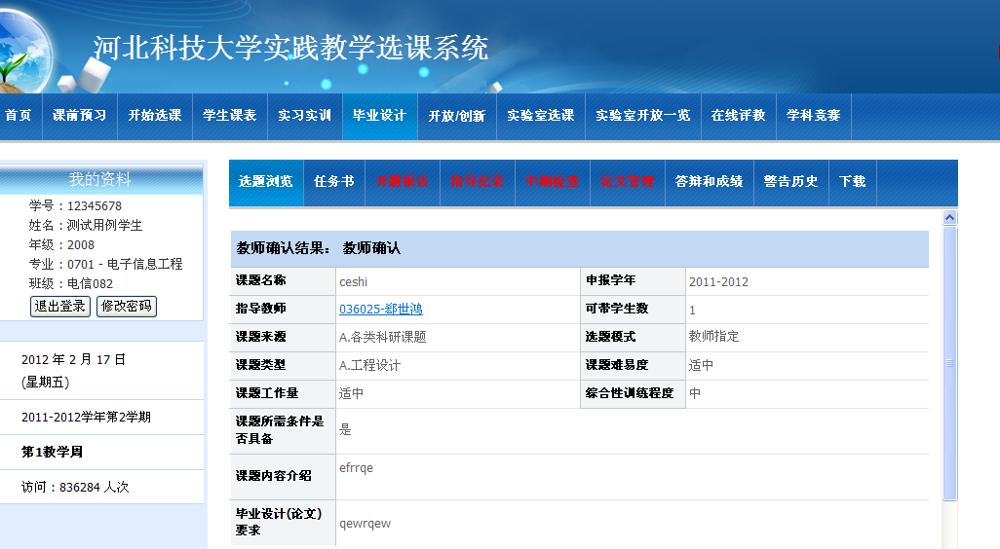 河北科技大学实践教学选课系统
首页 课前预习 开始选课 学生课表 实习实训 毕业设计 开放/创新 实验室选课 实验室开放一览 在线评教 学科竞赛
我的资料
学号：12345678
姓名：测试用例学生
年级：2008
专业：0701 - 电子信息工程
班级：电信082
退出登录 修改密码
2012 年 2 月 17 日
(星期五)
2011-2012学年第2学期
第1教学周
访问：836284 人次
选题浏览 任务书 开题报告 指导纪录 中期检查 论文管理 答辩和成绩 警告历史 下载
教师确认结果： 教师确认
课题名称 ceshi 申报学年 2011-2012
指导教师 036025-郄世鸿 可带学生数 1
课题来源 A.各类科研课题 选题模式 教师指定
课题类型 A.工程设计 课题难易度 适中
课题工作量 适中 综合性训练程度 中
课题所需条件是
否具备 是
课题内容介绍 efrrqe
毕业设计(论文)
要求 qewrqew